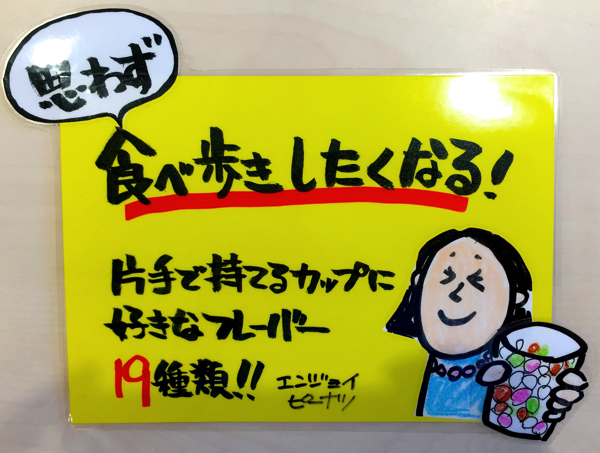 思わず
食べ歩きしたくなる!
片手で持てるカップに
好きなフレーバー
19種類!!
エンジョイ
ピーナツ